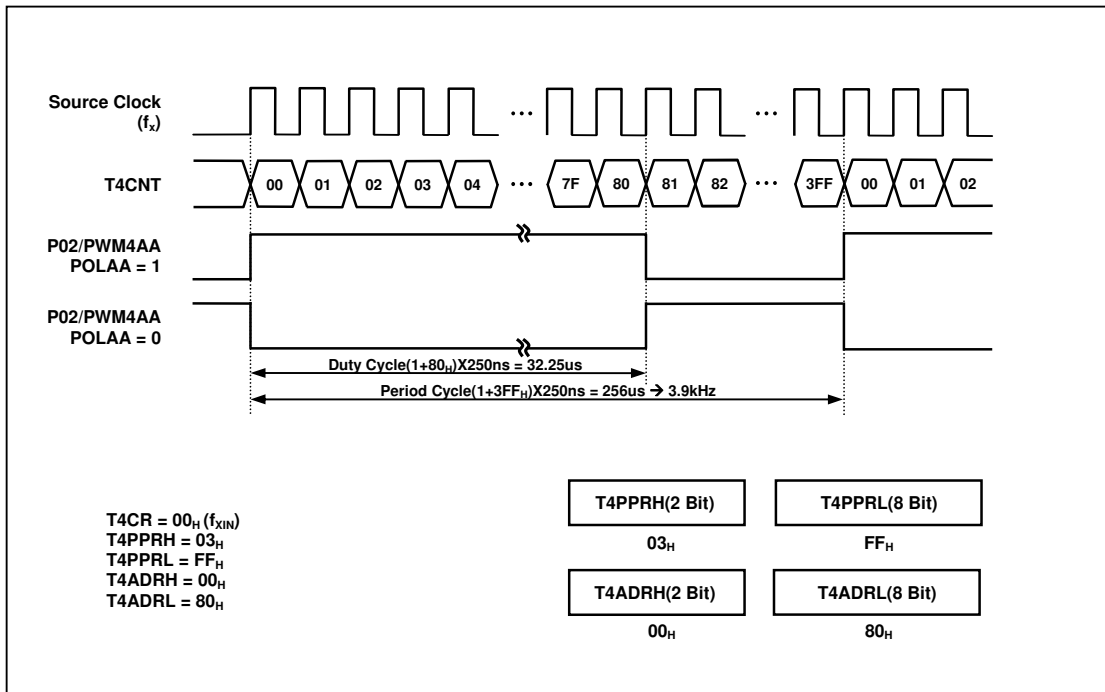 Source Clock
(fx)
...
...
T4CNT
00
01
02
03
04
...
7F
80
81
82
...
3FF
00
01
02
P02/PWM4AA
POLAA = 1
P02/PWM4AA
POLAA = 0
Duty Cycle(1+80H)X250ns = 32.25us
Period Cycle(1+3FFH)X250ns = 256us → 3.9kHz
T4CR = 00H (fXIN)
T4PPRH = 03H
T4PPRL = FFH
T4ADRH = 00H
T4ADRL = 80H
T4PPRH(2 Bit)
T4PPRL(8 Bit)
03H
FFH
T4ADRH(2 Bit)
T4ADRL(8 Bit)
00H
80H